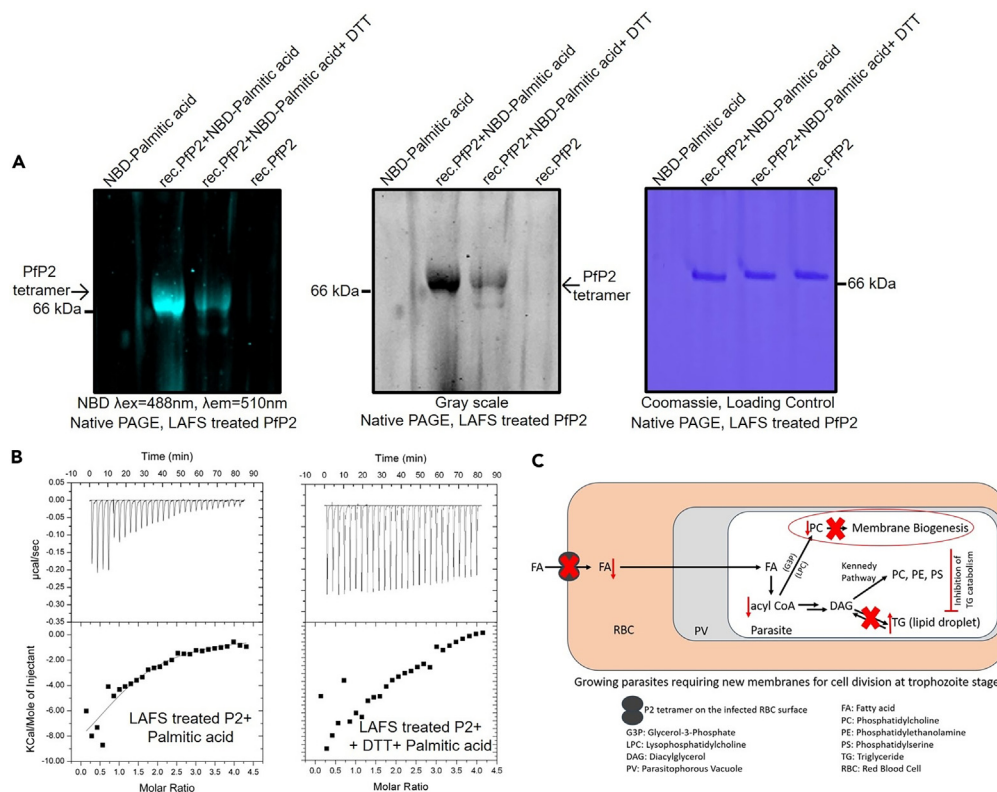 A
NBD-Palmitic acid
rec.PfP2+NBD-Palmitic acid
rec.PfP2+NBD-Palmitic acid+ DTT
rec.PfP2
PfP2
tetramer
66 kDa
NBD λex=488nm, λem=510nm
Native PAGE, LAFS treated PfP2
NBD-Palmitic acid
rec.PfP2+NBD-Palmitic acid
rec.PfP2+NBD-Palmitic acid+ DTT
rec.PfP2
66 kDa
PfP2
tetramer
Gray scale
Native PAGE, LAFS treated PfP2
NBD-Palmitic acid
rec.PfP2+NBD-Palmitic acid
rec.PfP2+NBD-Palmitic acid+ DTT
rec.PfP2
66 kDa
Coomassie, Loading Control
Native PAGE, LAFS treated PfP2
B
Time (min)
-10 0 10 20 30 40 50 60 70 80 90
0.05
0.00
-0.05
-0.10
-0.15
-0.20
-0.25
-0.30
-0.35
µcal/sec
0.00
-2.00
-4.00
-6.00
-8.00
-10.00
KCal/Mole of Injectant
LAFS treated P2+
Palmitic acid
0.0 0.5 1.0 1.5 2.0 2.5 3.0 3.5 4.0 4.5
Molar Ratio
Time (min)
-10 0 10 20 30 40 50 60 70 80 90
LAFS treated P2+
+ DTT+ Palmitic acid
0.0 0.5 1.0 1.5 2.0 2.5 3.0 3.5 4.0 4.5
Molar Ratio
C
FA
FA
RBC
PV
FA
(G3P)
(LPC)
PC
Membrane Biogenesis
acyl CoA
DAG
Kennedy
Pathway
PC, PE, PS
TG (lipid droplet)
Inhibition of
TG catabolism
Parasite
Growing parasites requiring new membranes for cell division at trophozoite stage
P2 tetramer on the infected RBC surface
G3P: Glycerol-3-Phosphate
LPC: Lysophosphatidylcholine
DAG: Diacylglycerol
PV: Parasitophorous Vacuole
FA: Fatty acid
PC: Phosphatidylcholine
PE: Phosphatidylethanolamine
PS: Phosphatidylserine
TG: Triglyceride
RBC: Red Blood Cell